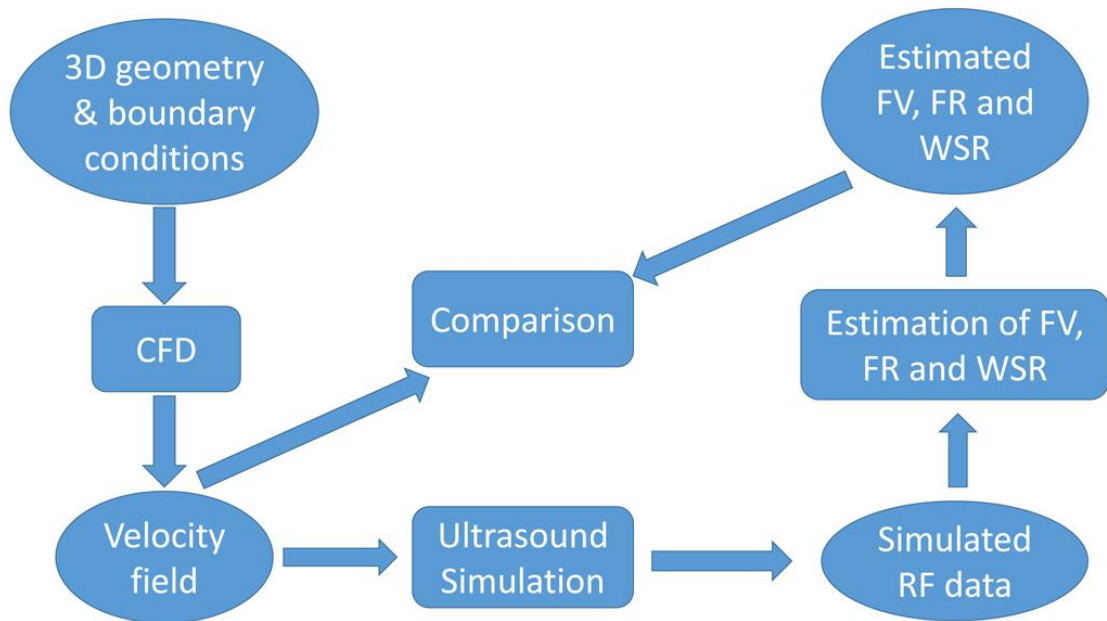 3D geometry
& boundary
conditions
Estimated
FV, FR and
WSR
CFD
Comparison
Estimation of FV,
FR and WSR
Velocity
field
Ultrasound
Simulation
Simulated
RF data